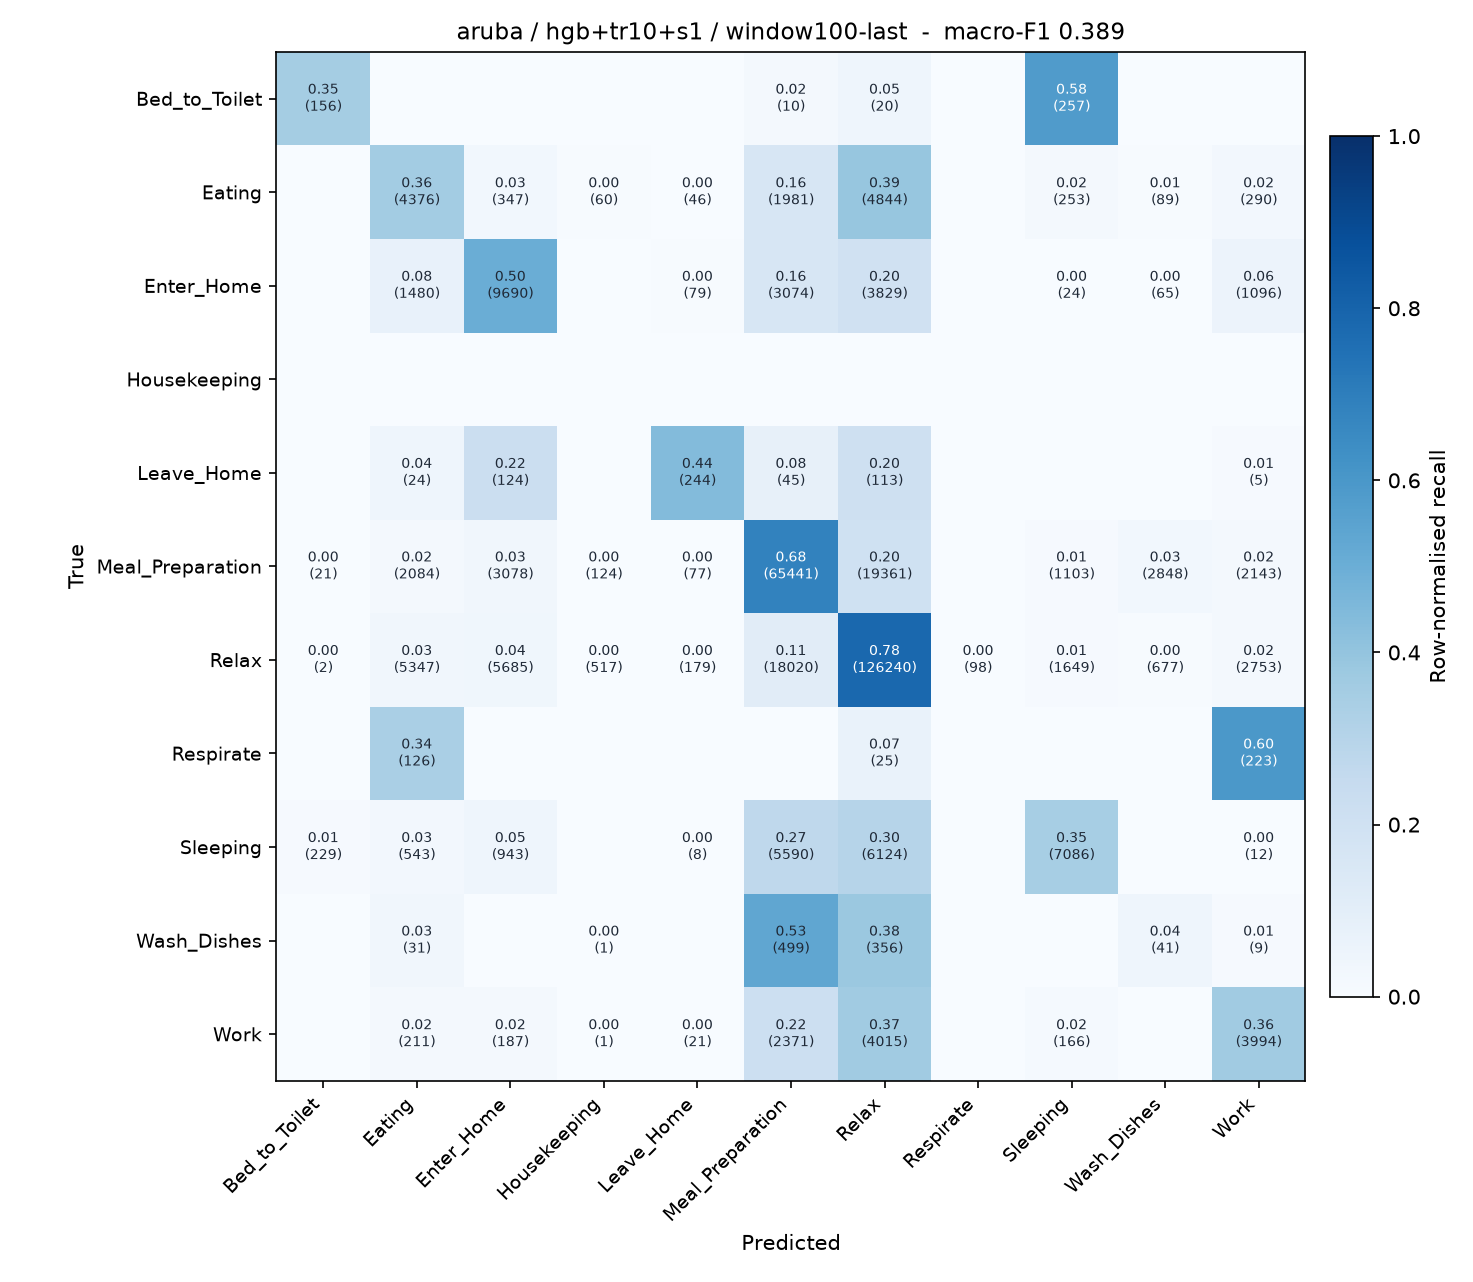 aruba / hgb+tr10+s1 / window100-last  -  macro-F1 0.389
True
Bed_to_Toilet 0.35 0.02 0.05 0.58
(156) (10) (20) (257)
Eating 0.36 0.03 0.00 0.00 0.16 0.39 0.02 0.01 0.02
(4376) (347) (60) (46) (1981) (4844) (253) (89) (290)
Enter_Home 0.08 0.50 0.00 0.16 0.20 0.00 0.00 0.06
(1480) (9690) (79) (3074) (3829) (24) (65) (1096)
Housekeeping
Leave_Home 0.04 0.22 0.44 0.08 0.20 0.01
(24) (124) (244) (45) (113) (5)
Meal_Preparation 0.00 0.02 0.03 0.00 0.00 0.68 0.20 0.01 0.03 0.02
(21) (2084) (3078) (124) (77) (65441) (19361) (1103) (2848) (2143)
Relax 0.00 0.03 0.04 0.00 0.00 0.11 0.78 0.00 0.01 0.00 0.02
(2) (5347) (5685) (517) (179) (18020) (126240) (98) (1649) (677) (2753)
Respirate 0.34 0.07 0.60
(126) (25) (223)
Sleeping 0.01 0.03 0.05 0.00 0.27 0.30 0.35 0.00
(229) (543) (943) (8) (5590) (6124) (7086) (12)
Wash_Dishes 0.03 0.00 0.53 0.38 0.04 0.01
(31) (1) (499) (356) (41) (9)
Work 0.02 0.02 0.00 0.00 0.22 0.37 0.02 0.36
(211) (187) (1) (21) (2371) (4015) (166) (3994)
Bed_to_Toilet Eating Enter_Home Housekeeping Leave_Home Meal_Preparation Relax Respirate Sleeping Wash_Dishes Work
Predicted
1.0
0.8
0.6
0.4
0.2
0.0
Row-normalised recall